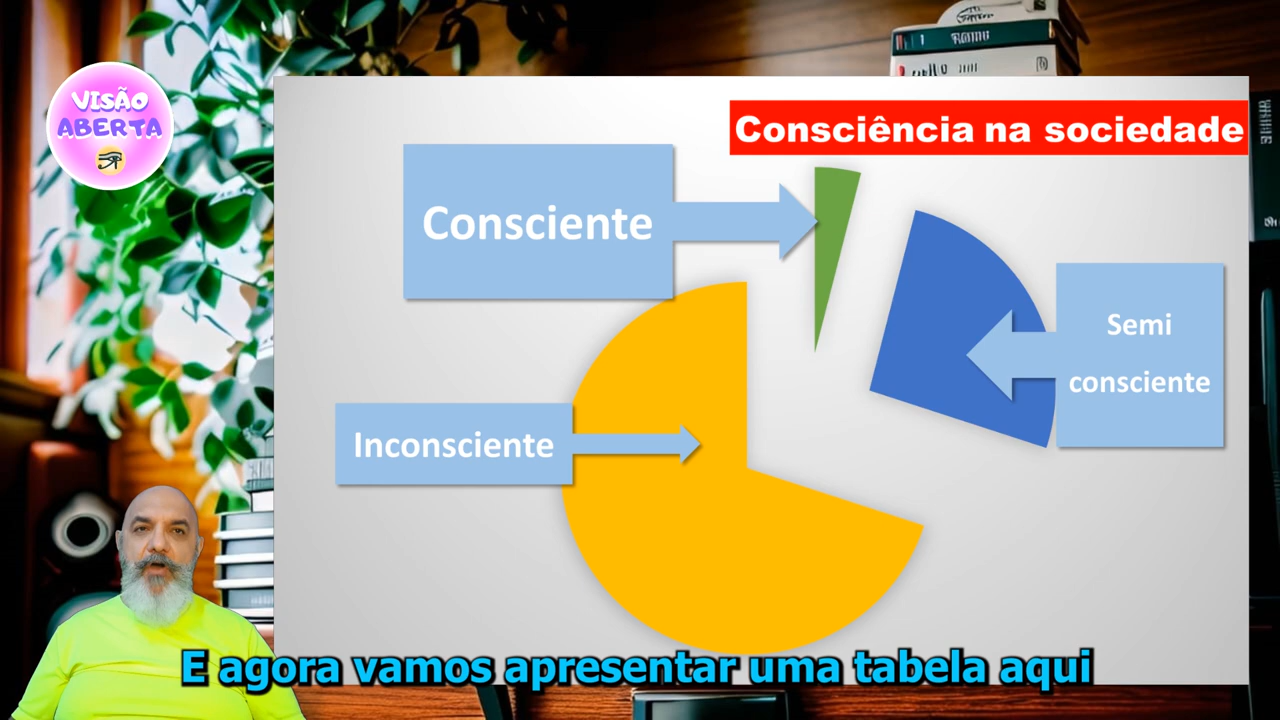 VISÃO
ABERTA
Consciência na sociedade
Consciente
Semi
consciente
Inconsciente
E agora vamos apresentar uma tabela aqui